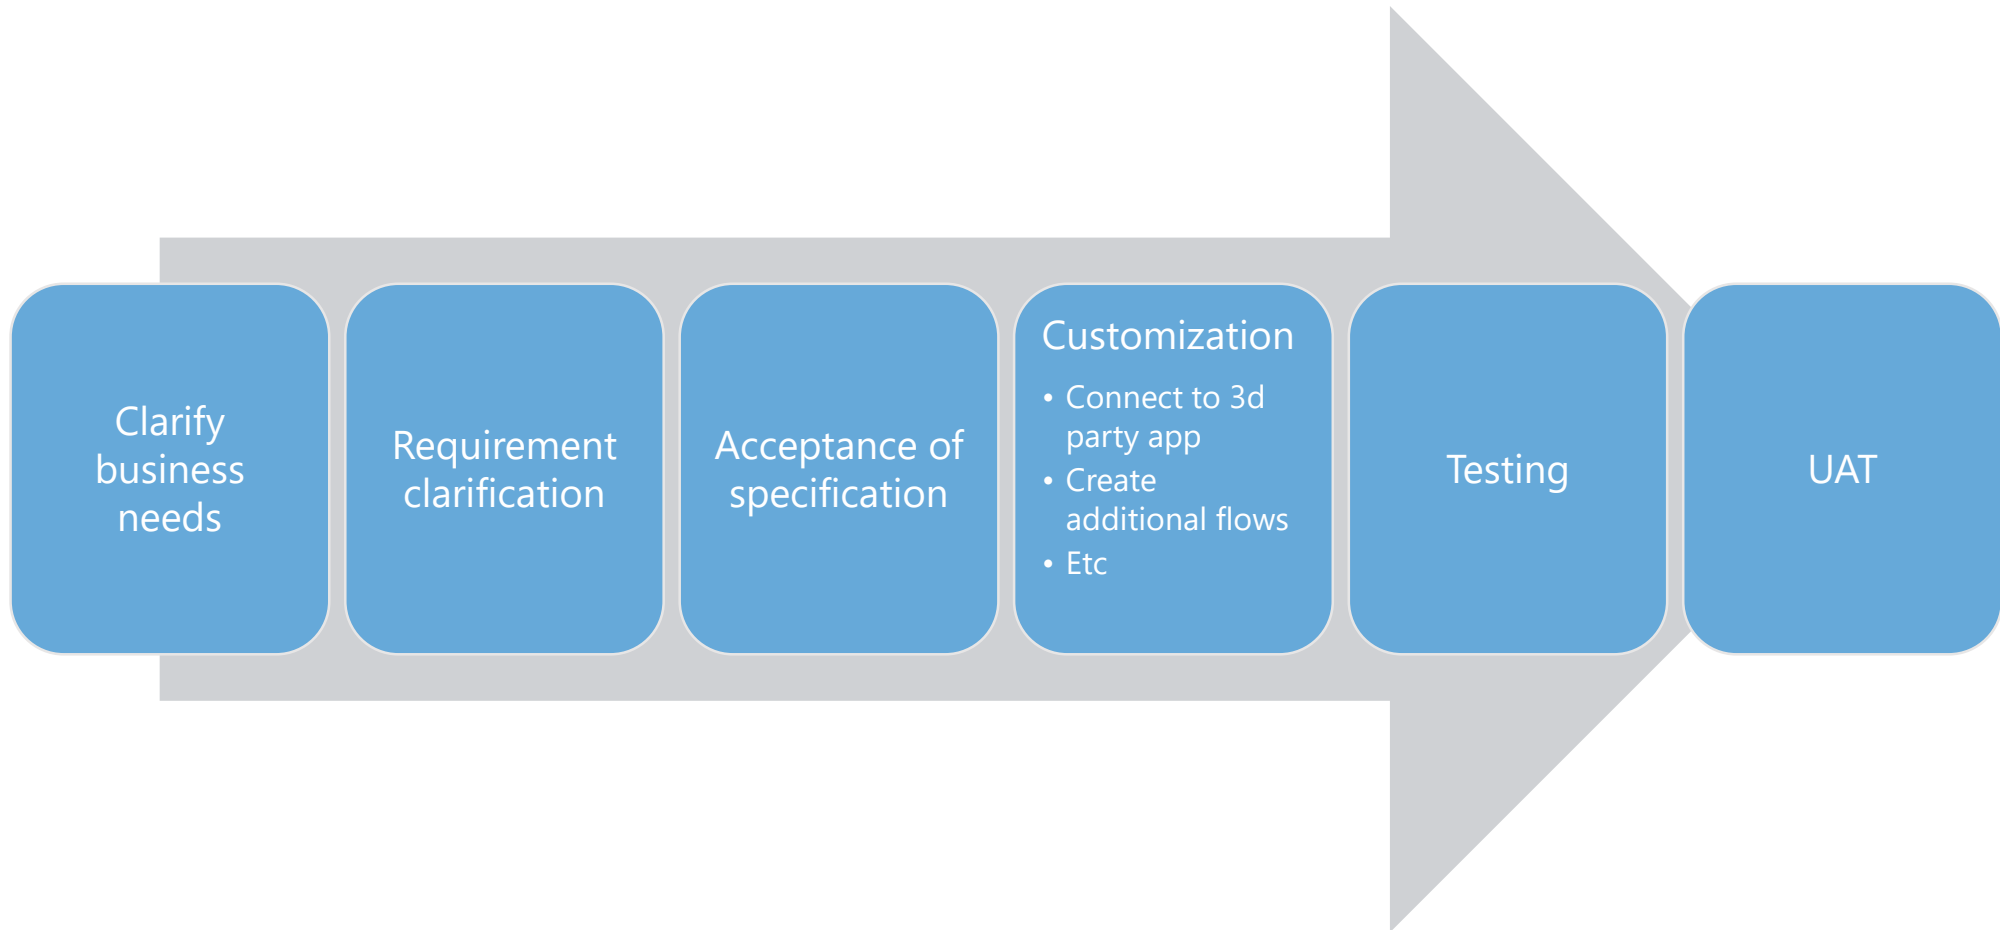 Clarify
business
needs
Requirement
clarification
Acceptance of
specification
Customization
• Connect to 3d
party app
• Create
additional flows
• Etc
Testing
UAT